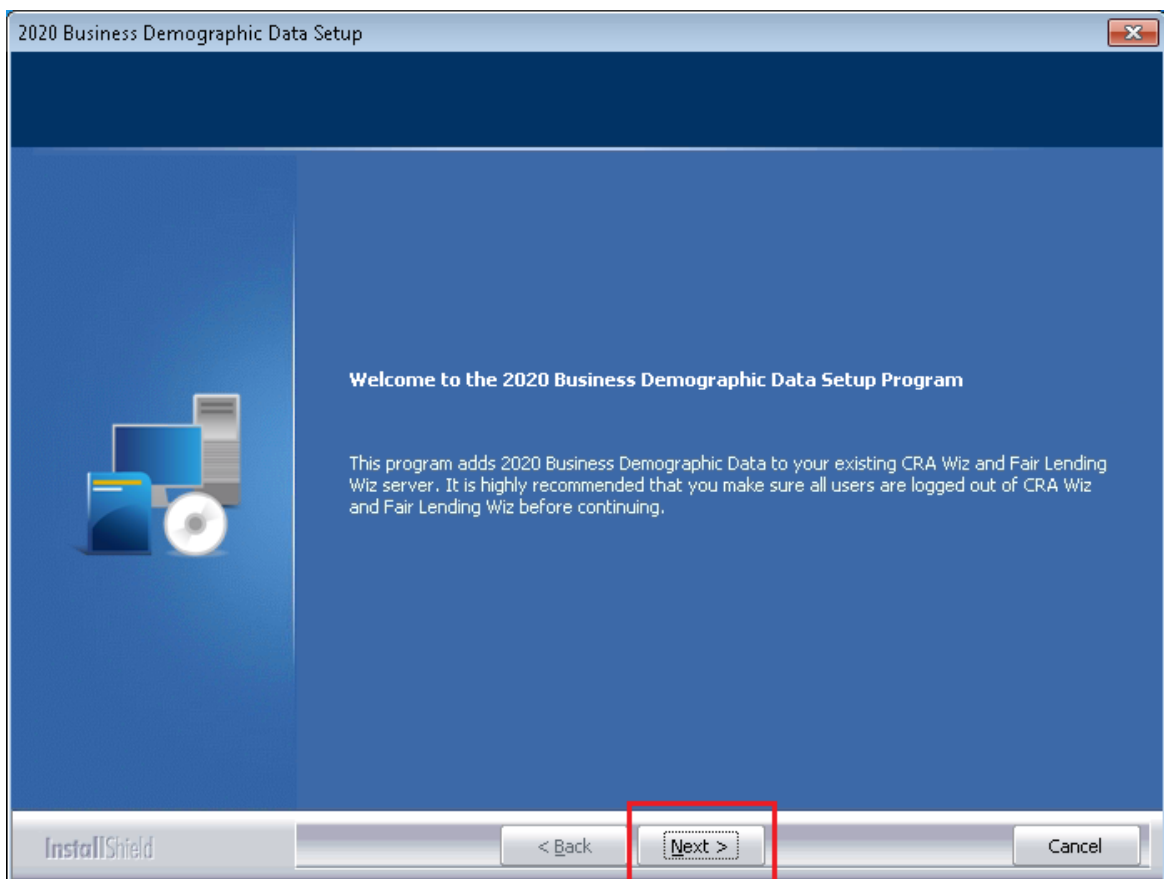 2020 Business Demographic Data Setup
Welcome to the 2020 Business Demographic Data Setup Program
This program adds 2020 Business Demographic Data to your existing CRA Wiz and Fair Lending
Wiz server. It is highly recommended that you make sure all users are logged out of CRA Wiz
and Fair Lending Wiz before continuing.
InstallShield
< Back
Next >
Cancel